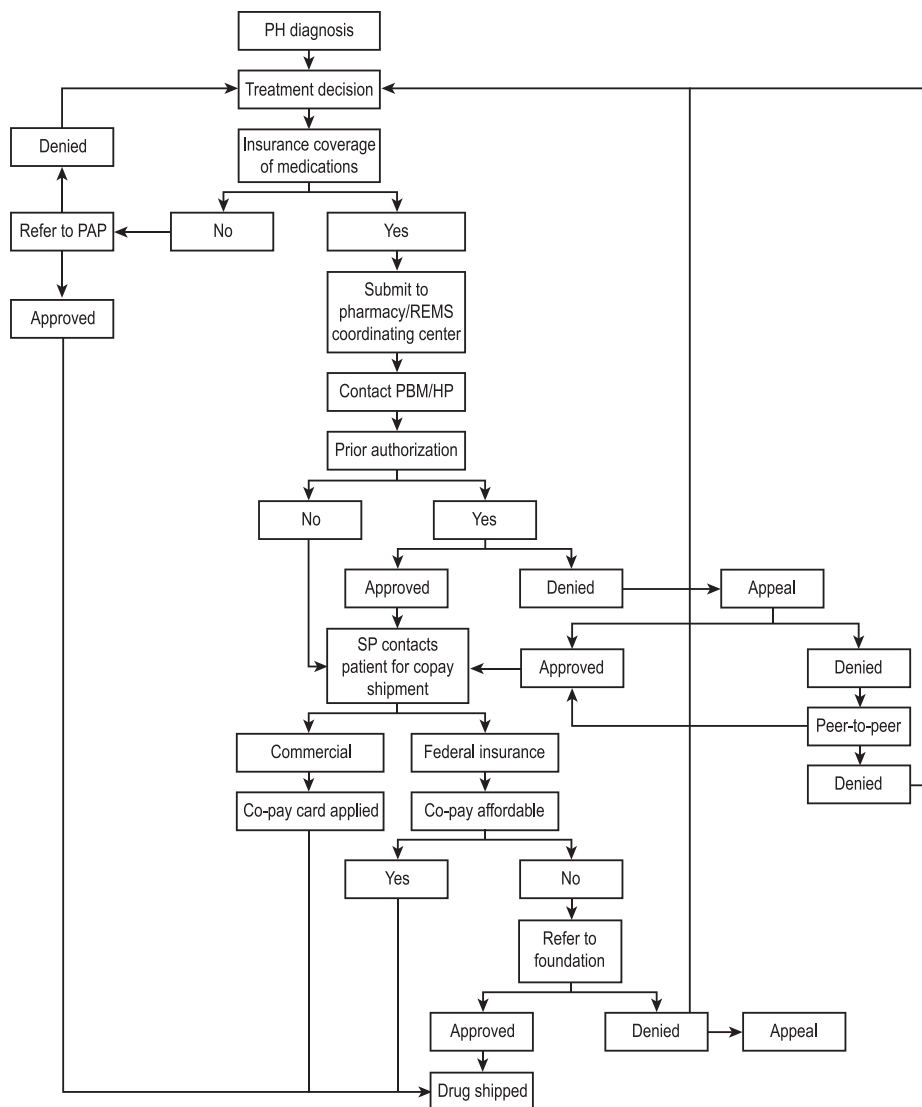 PH diagnosis
Treatment decision
Insurance coverage
of medications
Denied
Refer to PAP
No
Yes
Approved
Submit to
pharmacy/REMS
coordinating center
Contact PBM/HP
Prior authorization
No
Yes
Approved
Denied
Appeal
SP contacts
patient for copay
shipment
Approved
Denied
Peer-to-peer
Commercial
Federal insurance
Denied
Co-pay card applied
Co-pay affordable
Yes
No
Refer to
foundation
Approved
Denied
Appeal
Drug shipped